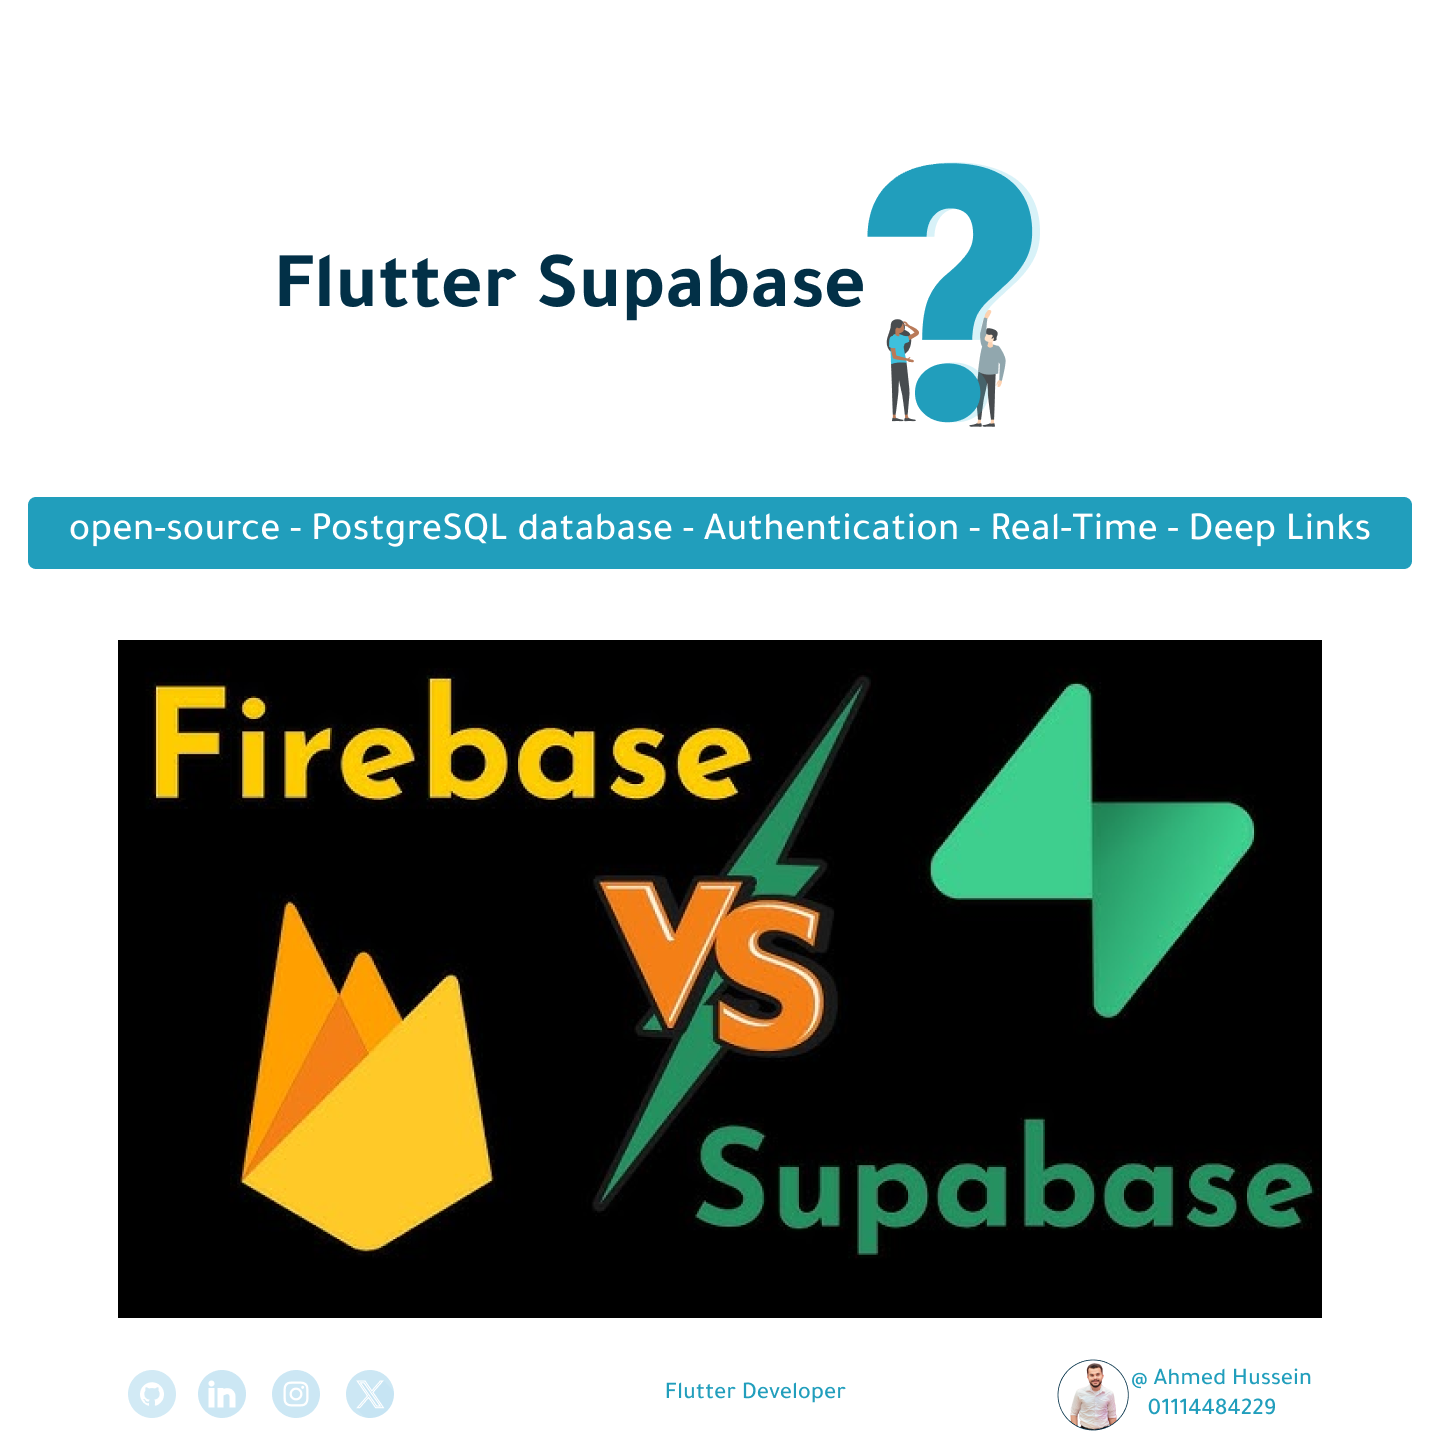 Flutter Supabase
?
open-source - PostgreSQL database - Authentication - Real-Time - Deep Links
Firebase
VS
Supabase
Flutter Developer
@ Ahmed Hussein
01114484229